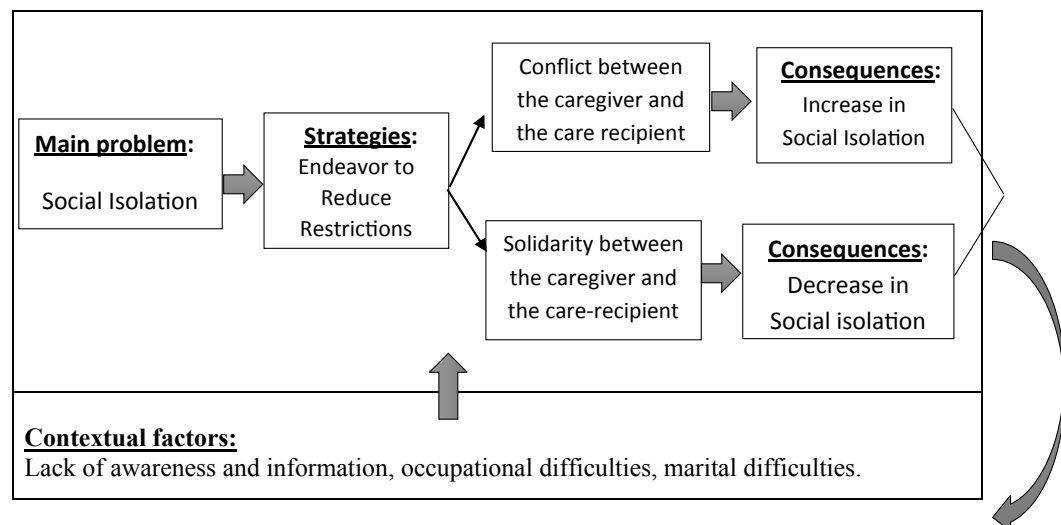 Main problem:
Social Isolation
Strategies:
Endeavor to
Reduce
Restrictions
Conflict between
the caregiver and
the care recipient
Consequences:
Increase in
Social Isolation
Solidarity between
the caregiver and
the care-recipient
Consequences:
Decrease in
Social isolation
Contextual factors:
Lack of awareness and information, occupational difficulties, marital difficulties.